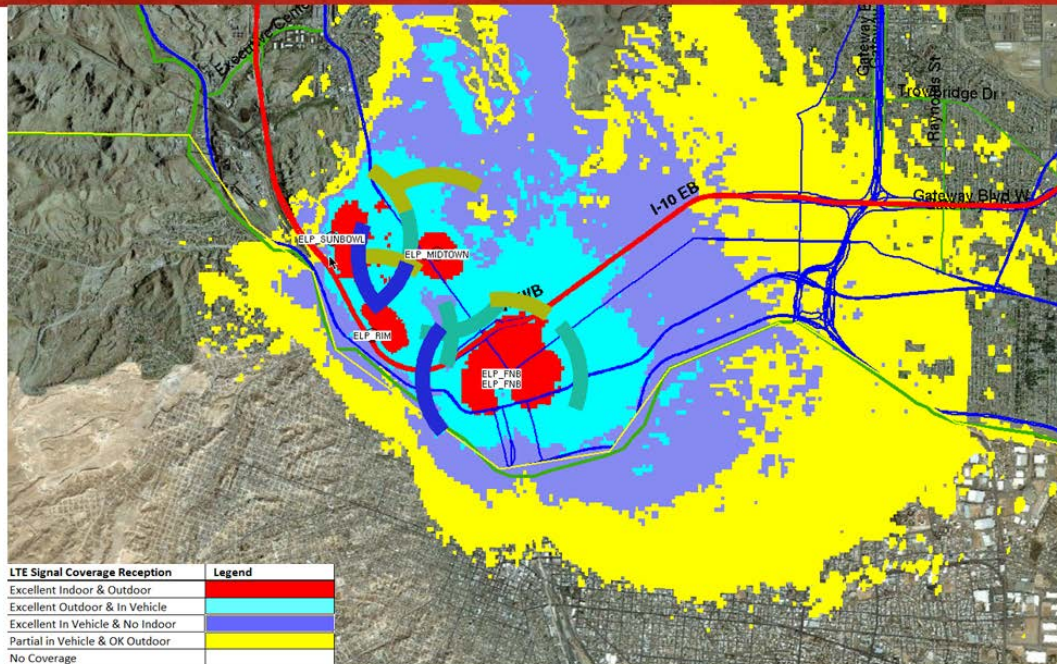 Executive Center
Gateway
Trowbridge Dr
Raynolds St
Gateway Blvd W
I-10 EB
ELP_SUNBOWL
ELP_MIDTOWN
WB
ELP_RIM
ELP_FNB
ELP_FNB
LTE Signal Coverage Reception Legend
Excellent Indoor & Outdoor
Excellent Outdoor & In Vehicle
Excellent In Vehicle & No Indoor
Partial in Vehicle & OK Outdoor
No Coverage